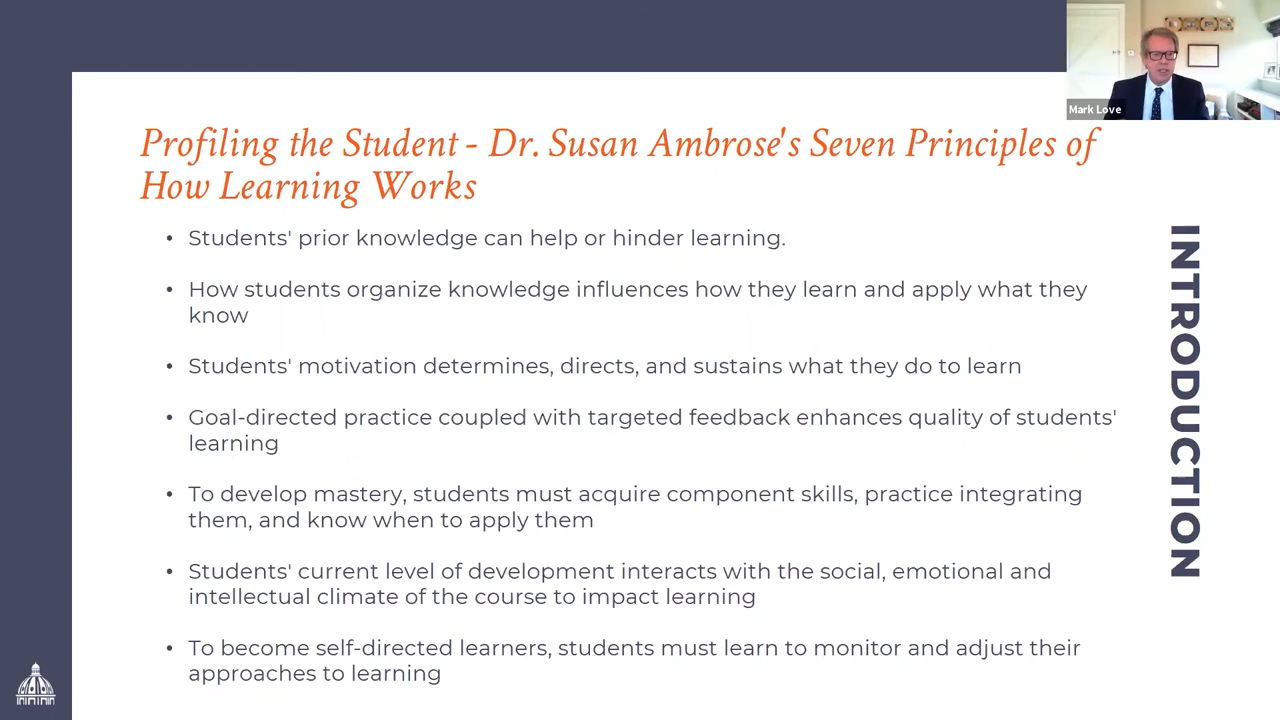 Mark Love
Profiling the Student - Dr. Susan Ambrose's Seven Principles of
How Learning Works
• Students' prior knowledge can help or hinder learning.
• How students organize knowledge influences how they learn and apply what they
know
• Students' motivation determines, directs, and sustains what they do to learn
• Goal-directed practice coupled with targeted feedback enhances quality of students'
learning
• To develop mastery, students must acquire component skills, practice integrating
them, and know when to apply them
• Students' current level of development interacts with the social, emotional and
intellectual climate of the course to impact learning
• To become self-directed learners, students must learn to monitor and adjust their
approaches to learning
INTRODUCTION